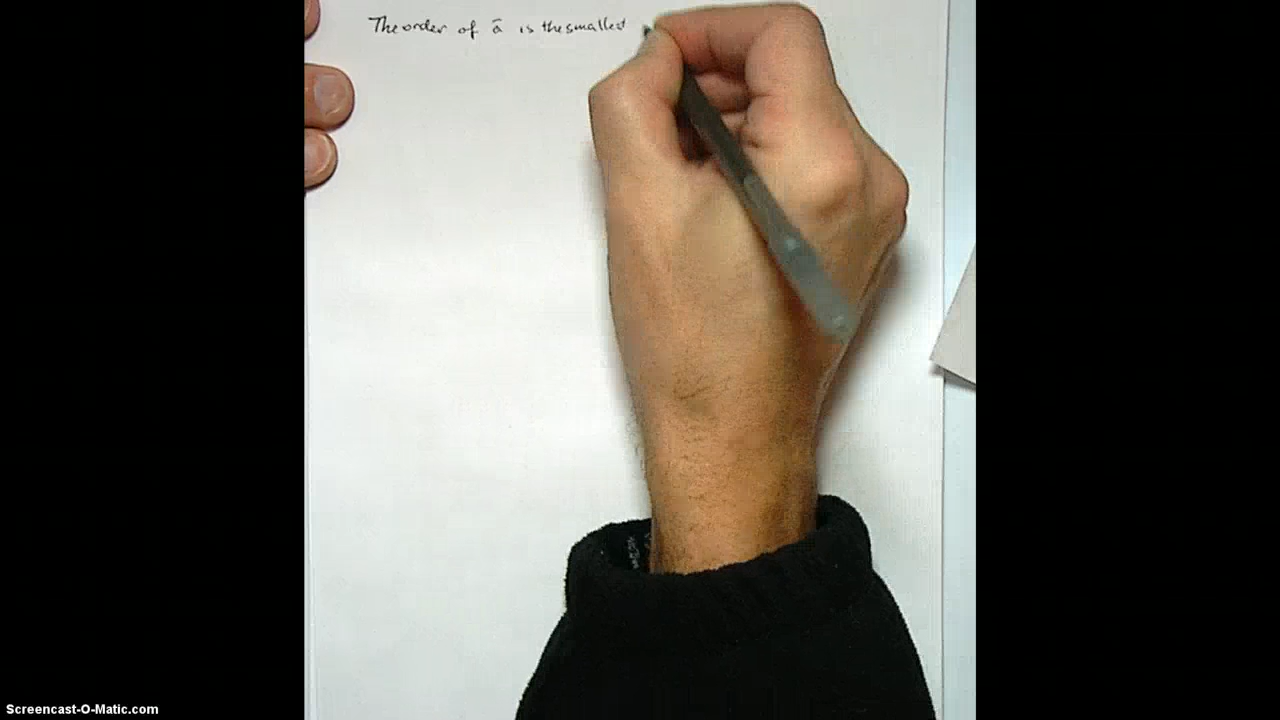 The order of ā is the smallest
Screencast-O-Matic.com